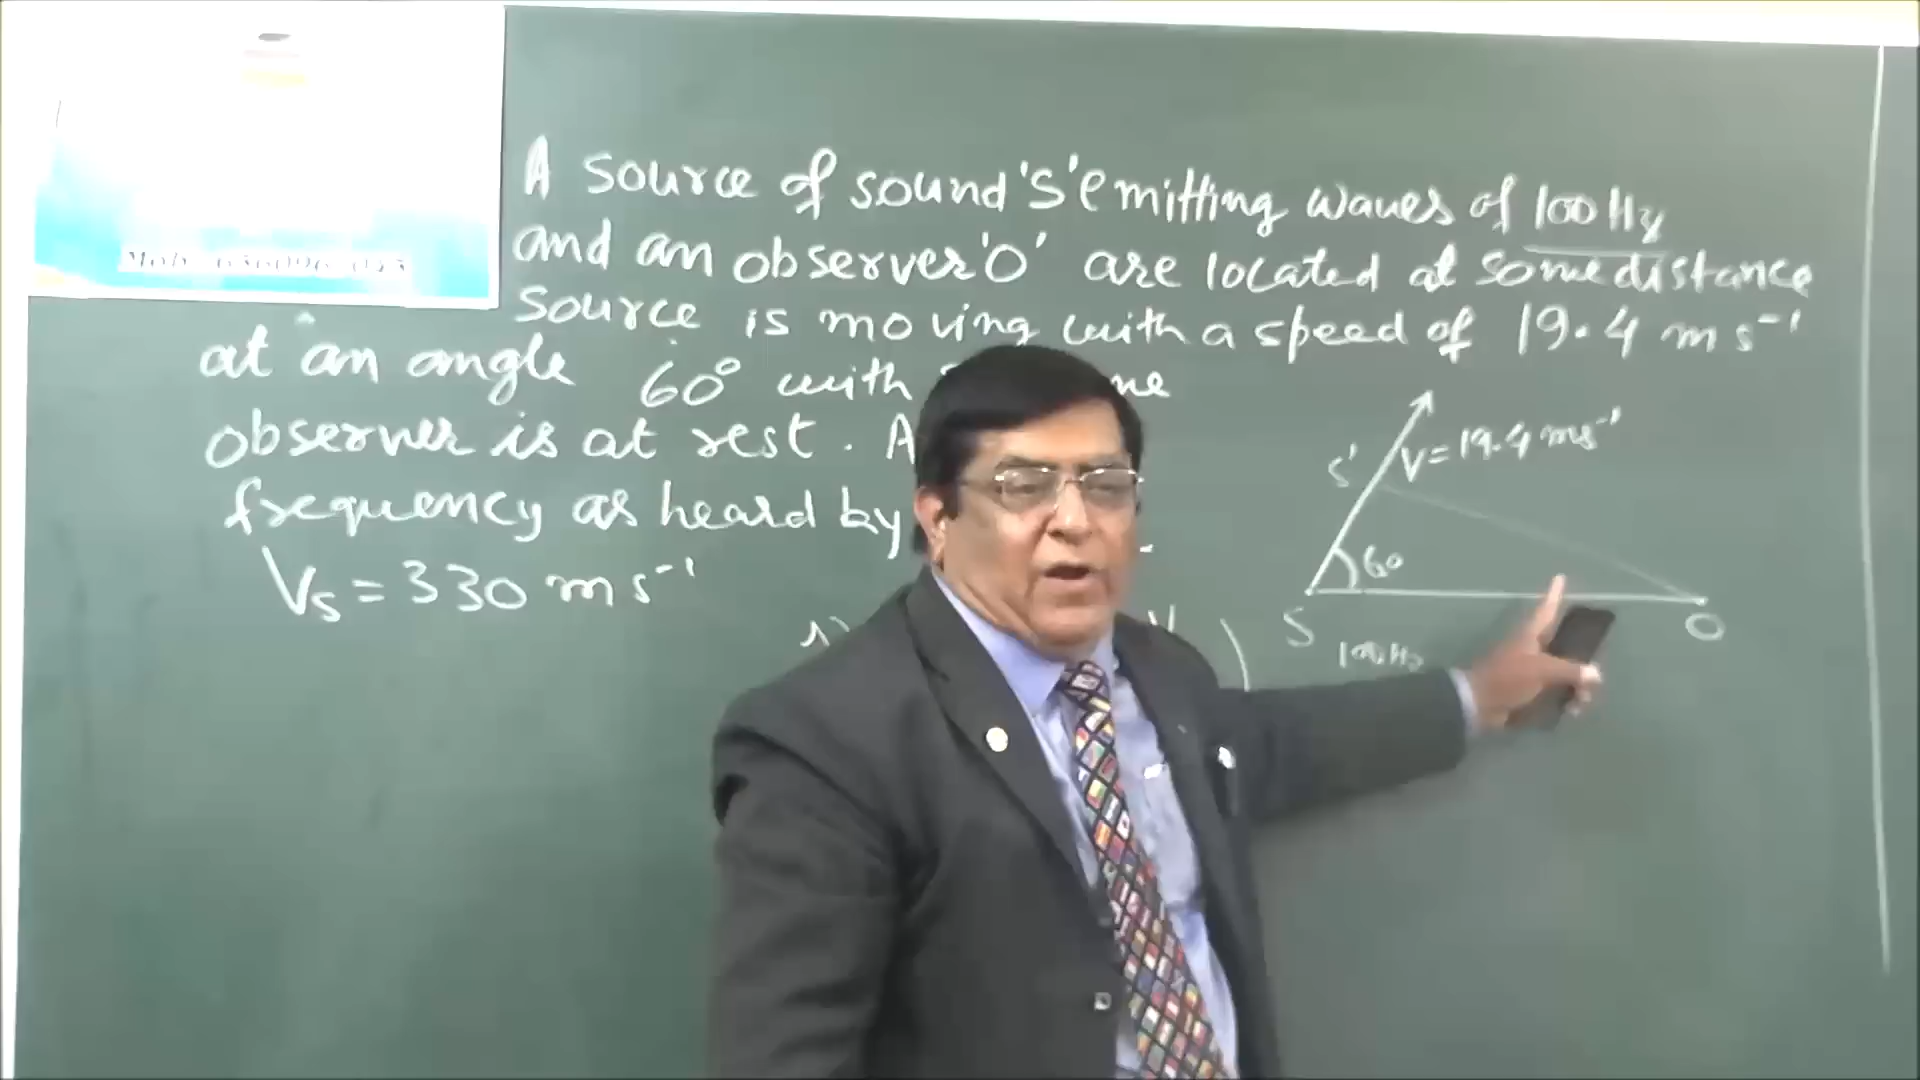 A source of sound 'S' emitting waves of 100 Hz
and an observer 'O' are located at some distance
source is moving with a speed of 19.4 m s⁻¹
at an angle 60° with
observer is at rest. A
frequency as heard by
Vs = 330 m s⁻¹
S' V = 19.4 ms⁻¹
60
S O
100 Hz